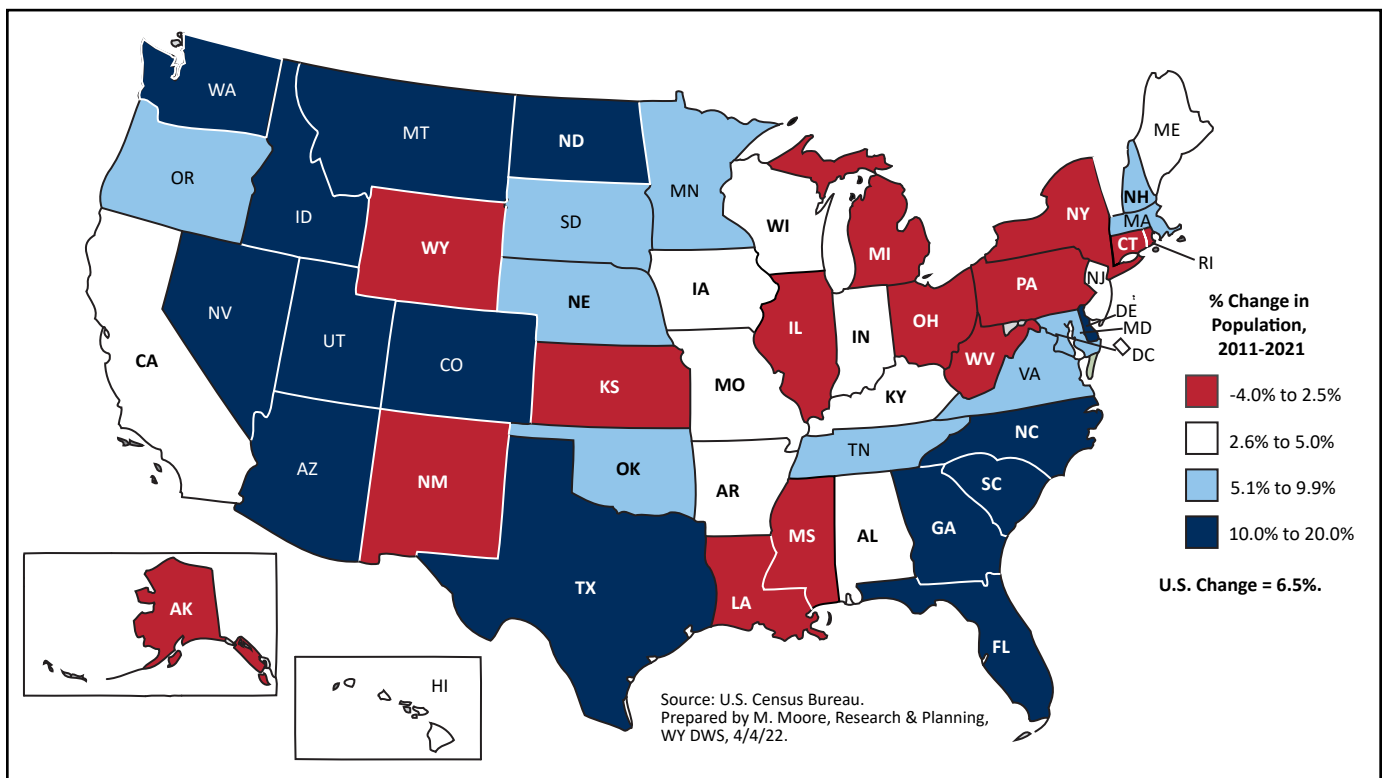 WA
MT
ND
ME
OR
MN
ID
SD
WI
NH
MA
NY
WY
MI
CT
RI
NE
IA
PA
NJ
NV
UT
IL
IN
OH
DE
MD
DC
CA
CO
WV
VA
KS
MO
KY
NC
AZ
NM
OK
AR
TN
SC
MS
AL
GA
TX
LA
AK
FL
HI
% Change in
Population,
2011-2021
-4.0% to 2.5%
2.6% to 5.0%
5.1% to 9.9%
10.0% to 20.0%
U.S. Change = 6.5%.
Source: U.S. Census Bureau.
Prepared by M. Moore, Research & Planning,
WY DWS, 4/4/22.